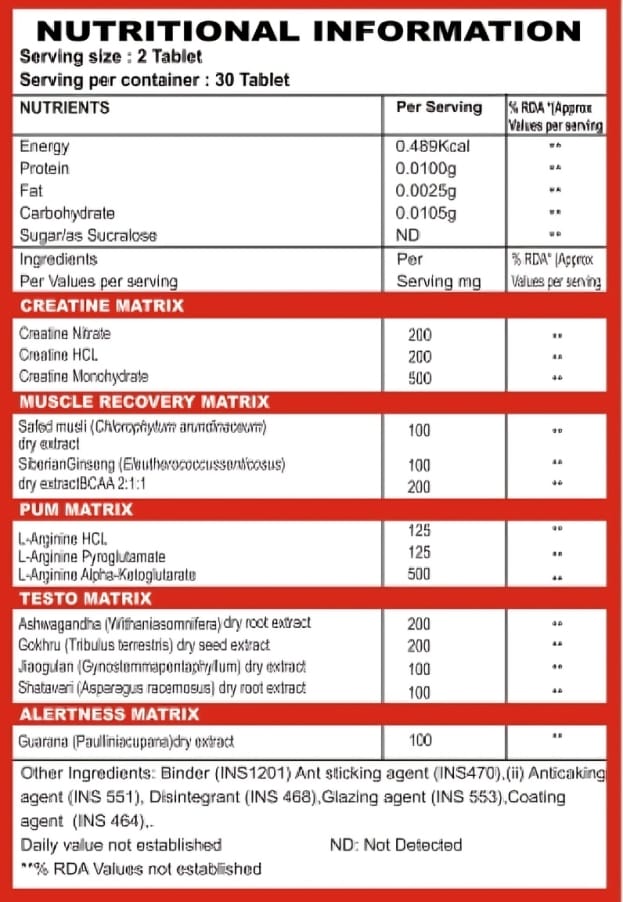 NUTRITIONAL INFORMATION
Serving size : 2 Tablet
Serving per container : 30 Tablet
NUTRIENTS Per Serving % RDA *(Approx
Values per serving
Energy 0.489Kcal **
Protein 0.0100g **
Fat 0.0025g **
Carbohydrate 0.0105g **
Sugar/as Sucralose ND **
Ingredients Per % RDA* (Approx
Per Values per serving Serving mg Values per serving
CREATINE MATRIX
Creatine Nitrate 200 **
Creatine HCL 200 **
Creatine Monohydrate 500 **
MUSCLE RECOVERY MATRIX
Safed musli (Chlorophytum arundinaceum) 100 **
dry extract
SiberianGinseng (Eleutherococcussenticosus) 100 **
dry extractBCAA 2:1:1 200 **
PUM MATRIX
L-Arginine HCL 125 **
L-Arginine Pyroglutamate 125 **
L-Arginine Alpha-Ketoglutarate 500 **
TESTO MATRIX
Ashwagandha (Withaniasomnifera) dry root extract 200 **
Gokhru (Tribulus terrestris) dry seed extract 200 **
Jiaogulan (Gynostemmapentaphyllum) dry extract 100 **
Shatavari (Asparagus racemosus) dry root extract 100 **
ALERTNESS MATRIX
Guarana (Paulliniacupana)dry extract 100 **
Other Ingredients: Binder (INS1201) Ant sticking agent (INS470),(ii) Anticaking
agent (INS 551), Disintegrant (INS 468),Glazing agent (INS 553),Coating
agent (INS 464),.
Daily value not established ND: Not Detected
**% RDA Values not established